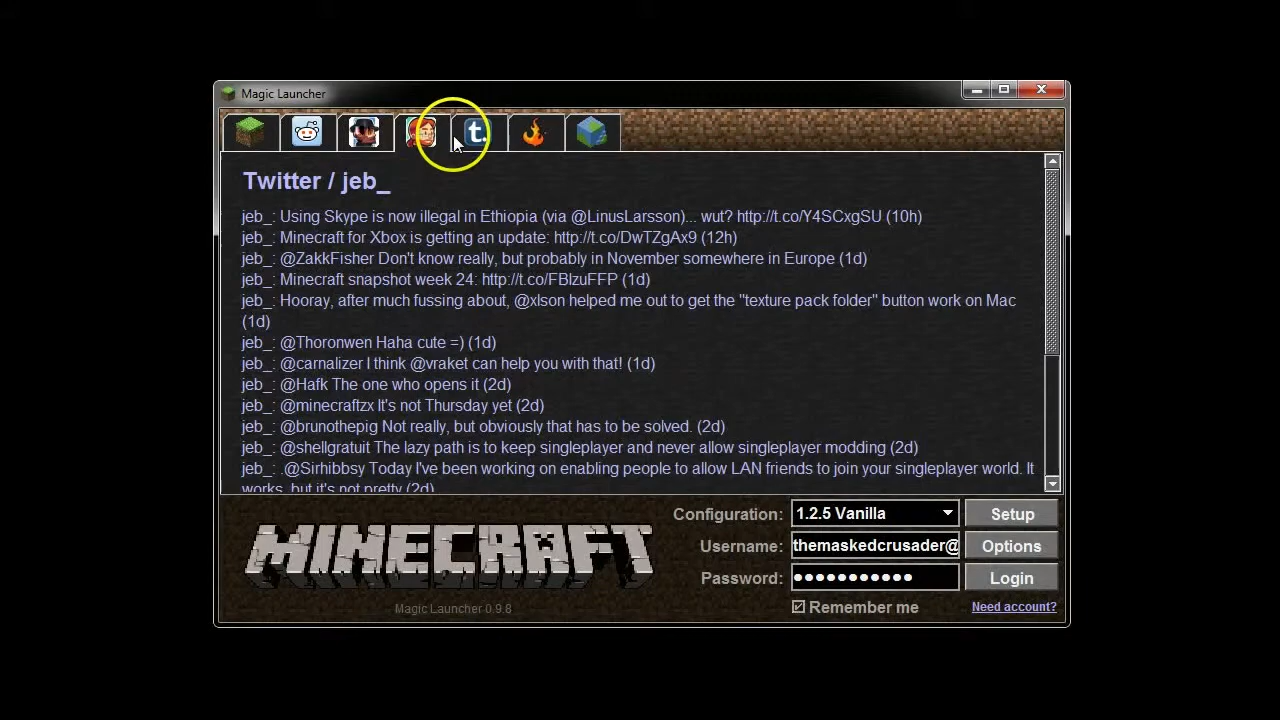 Magic Launcher
t.
Twitter / jeb_
jeb_: Using Skype is now illegal in Ethiopia (via @LinusLarsson)... wut? http://t.co/Y4SCxgSU (10h)
jeb_: Minecraft for Xbox is getting an update: http://t.co/DwTZgAx9 (12h)
jeb_: @ZakkFisher Don't know really, but probably in November somewhere in Europe (1d)
jeb_: Minecraft snapshot week 24: http://t.co/FBIzuFFP (1d)
jeb_: Hooray, after much fussing about, @xlson helped me out to get the "texture pack folder" button work on Mac
(1d)
jeb_: @Thoronwen Haha cute =) (1d)
jeb_: @carnalizer I think @vraket can help you with that! (1d)
jeb_: @Hafk The one who opens it (2d)
jeb_: @minecraftzx It's not Thursday yet (2d)
jeb_: @brunothepig Not really, but obviously that has to be solved. (2d)
jeb_: @shellgratuit The lazy path is to keep singleplayer and never allow singleplayer modding (2d)
jeb_: .@Sirhibbsy Today I've been working on enabling people to allow LAN friends to join your singleplayer world. It
works, but it's not pretty (2d)
MINECRAFT
Magic Launcher 0.9.8
Configuration: 1.2.5 Vanilla Setup
Username: themaskedcrusader@ Options
Password: ●●●●●●●●●●● Login
Remember me Need account?